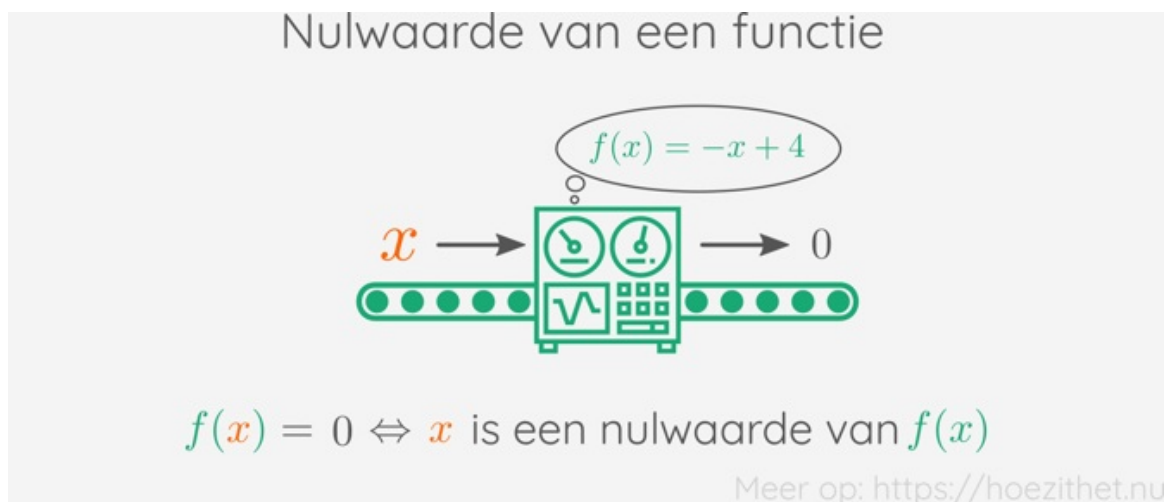 Nulwaarde van een functie
f(x) = −x + 4
x
0
f(x) = 0 ⇔ x is een nulwaarde van f(x)
Meer op: https://hoezithet.nu